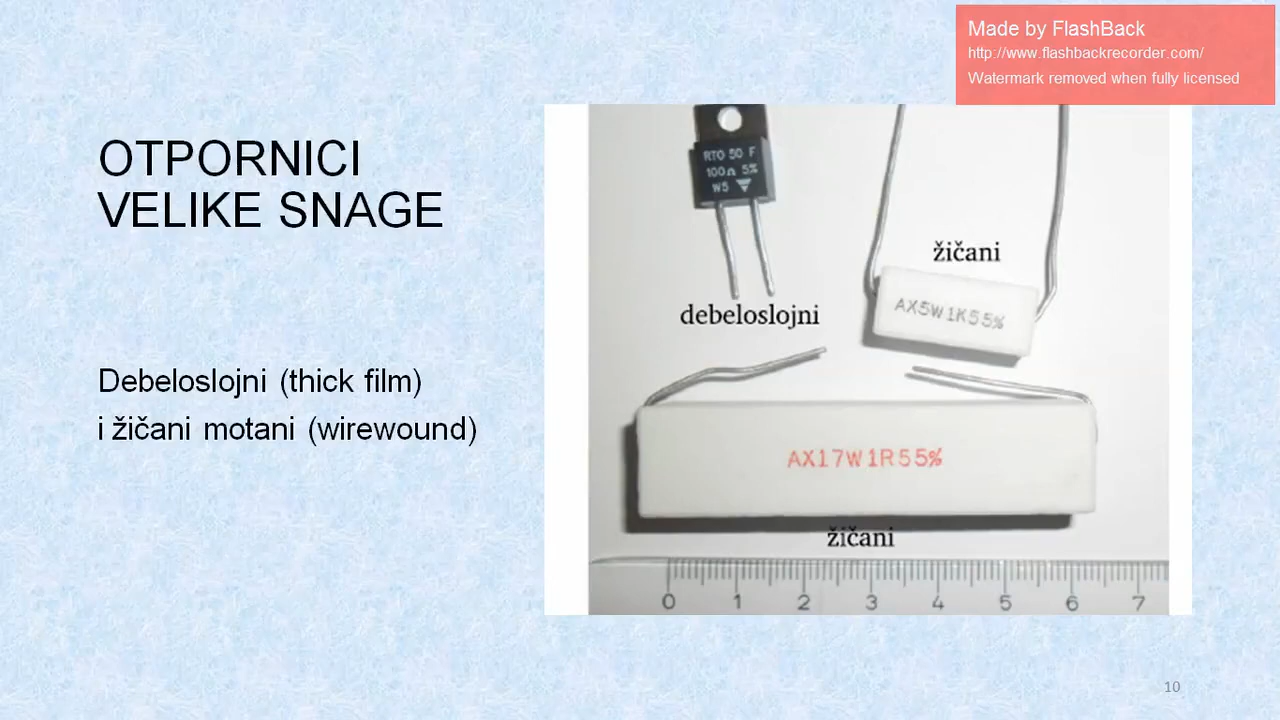 Made by FlashBack
http://www.flashbackrecorder.com/
Watermark removed when fully licensed
OTPORNICI
VELIKE SNAGE
Debeloslojni (thick film)
i žičani motani (wirewound)
RTO 50 F
100Ω 5%
W5
debeloslojni
žičani
AX5W1K55%
AX17W1R55%
žičani
0 1 2 3 4 5 6 7
10